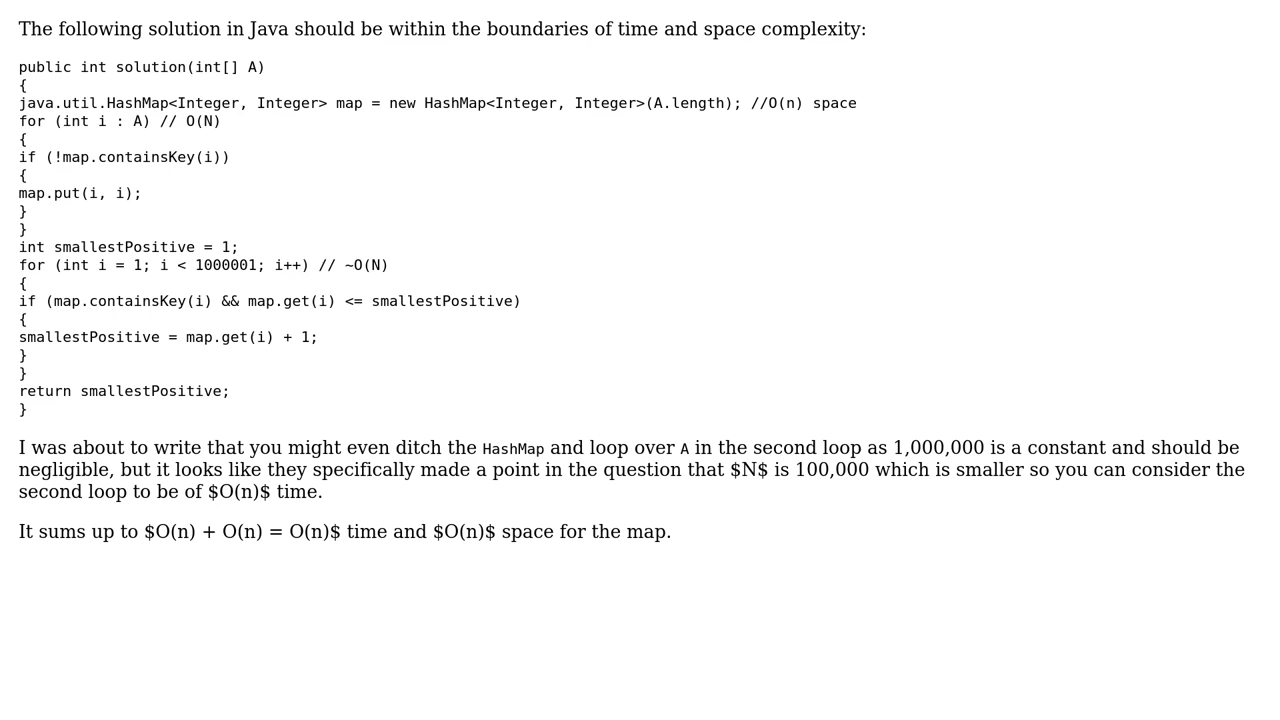 The following solution in Java should be within the boundaries of time and space complexity:
public int solution(int[] A)
{
java.util.HashMap<Integer, Integer> map = new HashMap<Integer, Integer>(A.length); //O(n) space
for (int i : A) // O(N)
{
if (!map.containsKey(i))
{
map.put(i, i);
}
}
int smallestPositive = 1;
for (int i = 1; i < 1000001; i++) // ~O(N)
{
if (map.containsKey(i) && map.get(i) <= smallestPositive)
{
smallestPositive = map.get(i) + 1;
}
}
return smallestPositive;
}
I was about to write that you might even ditch the HashMap and loop over A in the second loop as 1,000,000 is a constant and should be
negligible, but it looks like they specifically made a point in the question that $N$ is 100,000 which is smaller so you can consider the
second loop to be of $O(n)$ time.
It sums up to $O(n) + O(n) = O(n)$ time and $O(n)$ space for the map.